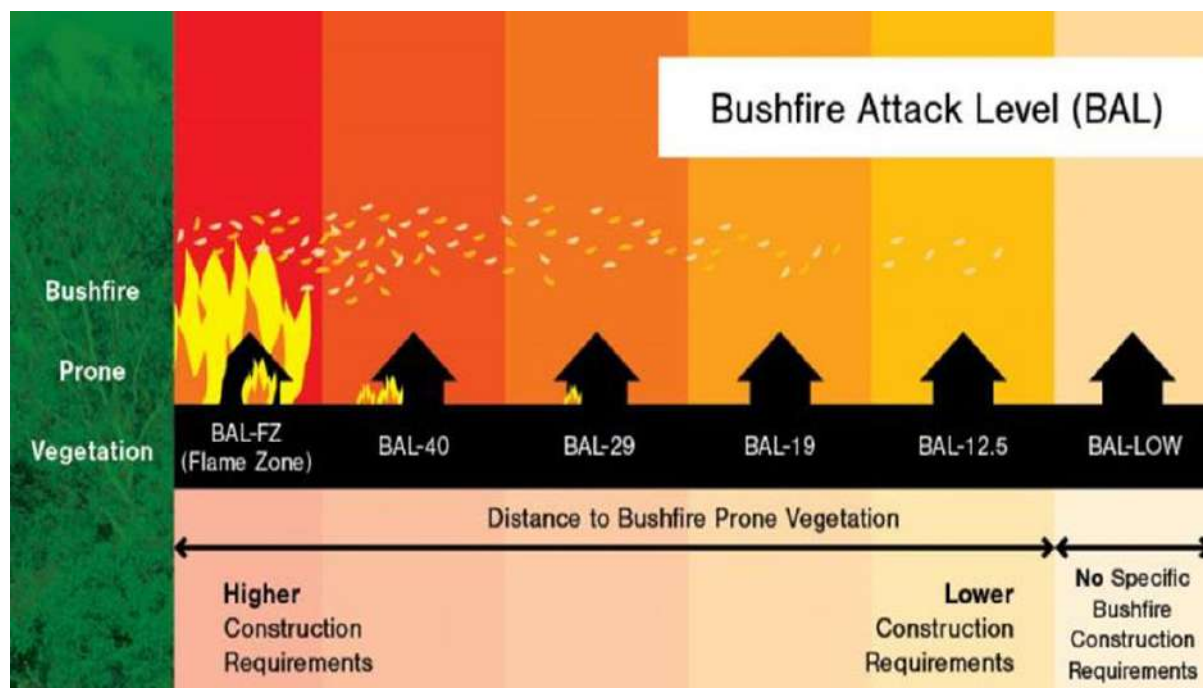 Bushfire Attack Level (BAL)
Bushfire
Prone
Vegetation
BAL-FZ
(Flame Zone)
BAL-40
BAL-29
BAL-19
BAL-12.5
BAL-LOW
Distance to Bushfire Prone Vegetation
Higher
Construction
Requirements
Lower
Construction
Requirements
No Specific
Bushfire
Construction
Requirements